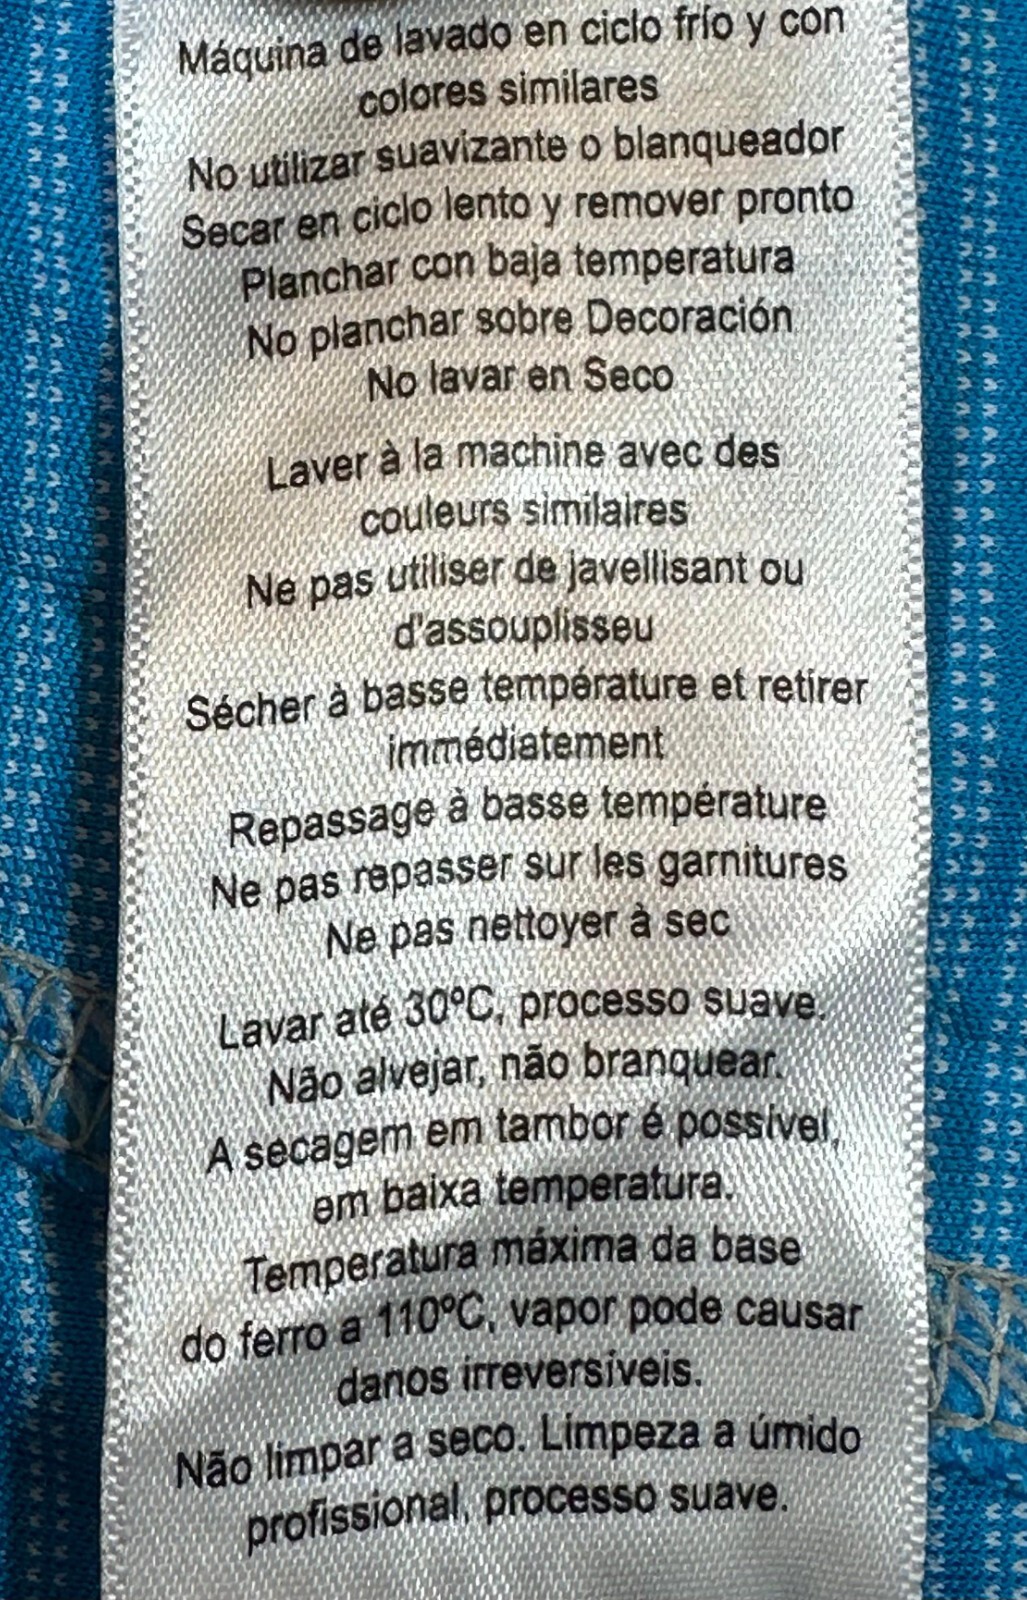 Máquina de lavado en ciclo frío y con
colores similares
No utilizar suavizante o blanqueador
Secar en ciclo lento y remover pronto
Planchar con baja temperatura
No planchar sobre Decoración
No lavar en Seco
Laver à la machine avec des
couleurs similaires
Ne pas utiliser de javellisant ou
d'assouplisseu
Sécher à basse température et retirer
immédiatement
Repassage à basse température
Ne pas repasser sur les garnitures
Ne pas nettoyer à sec
Lavar até 30ºC, processo suave.
Não alvejar, não branquear.
A secagem em tambor é possível,
em baixa temperatura.
Temperatura máxima da base
do ferro a 110ºC, vapor pode causar
danos irreversíveis.
Não limpar a seco. Limpeza a úmido
profissional, processo suave.